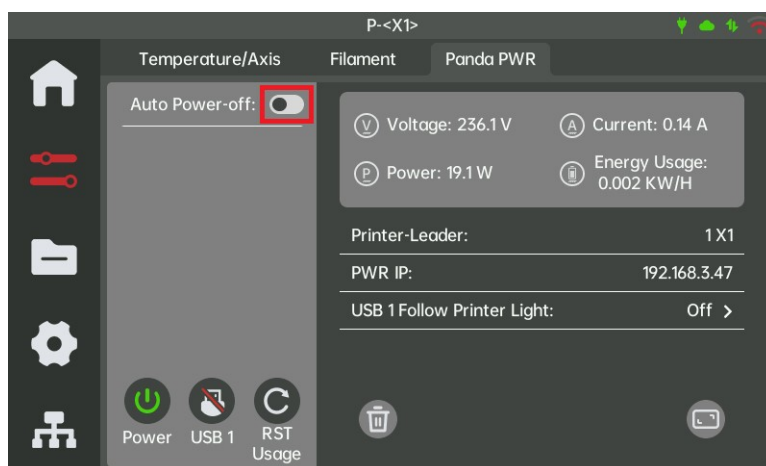 P-<X1>
Temperature/Axis Filament Panda PWR
Auto Power-off:
V Voltage: 236.1 V A Current: 0.14 A
P Power: 19.1 W Energy Usage:
0.002 KW/H
Printer-Leader: 1 X1
PWR IP: 192.168.3.47
USB 1 Follow Printer Light: Off >
Power USB 1 RST
Usage